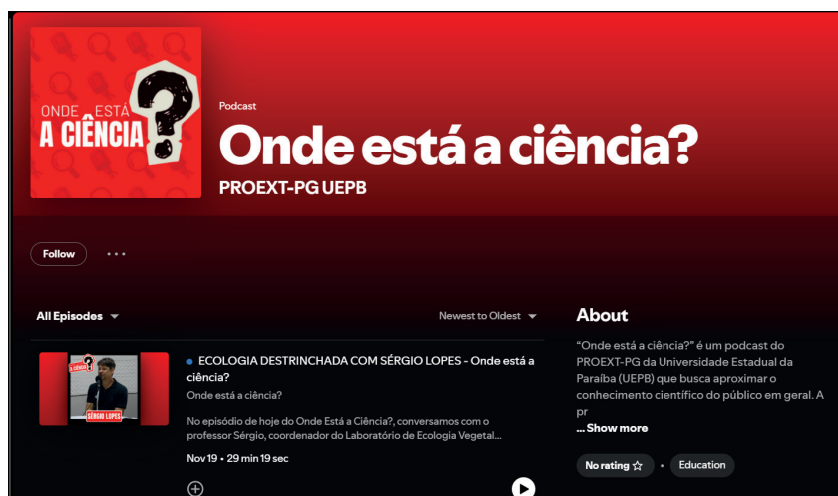 ONDE ESTÁ
A CIÊNCIA
?
Podcast
Onde está a ciência?
PROEXT-PG UEPB
Follow
All Episodes
Newest to Oldest
A CIÊNCIA
?
SÉRGIO LOPES
ECOLOGIA DESTRINCHADA COM SÉRGIO LOPES - Onde está a
ciência?
Onde está a ciência?
No episódio de hoje do Onde Está a Ciência?, conversamos com o
professor Sérgio, coordenador do Laboratório de Ecologia Vegetal...
Nov 19 • 29 min 19 sec
About
“Onde está a ciência?” é um podcast do
PROEXT-PG da Universidade Estadual da
Paraíba (UEPB) que busca aproximar o
conhecimento científico do público em geral. A
pr
... Show more
No rating
•
Education